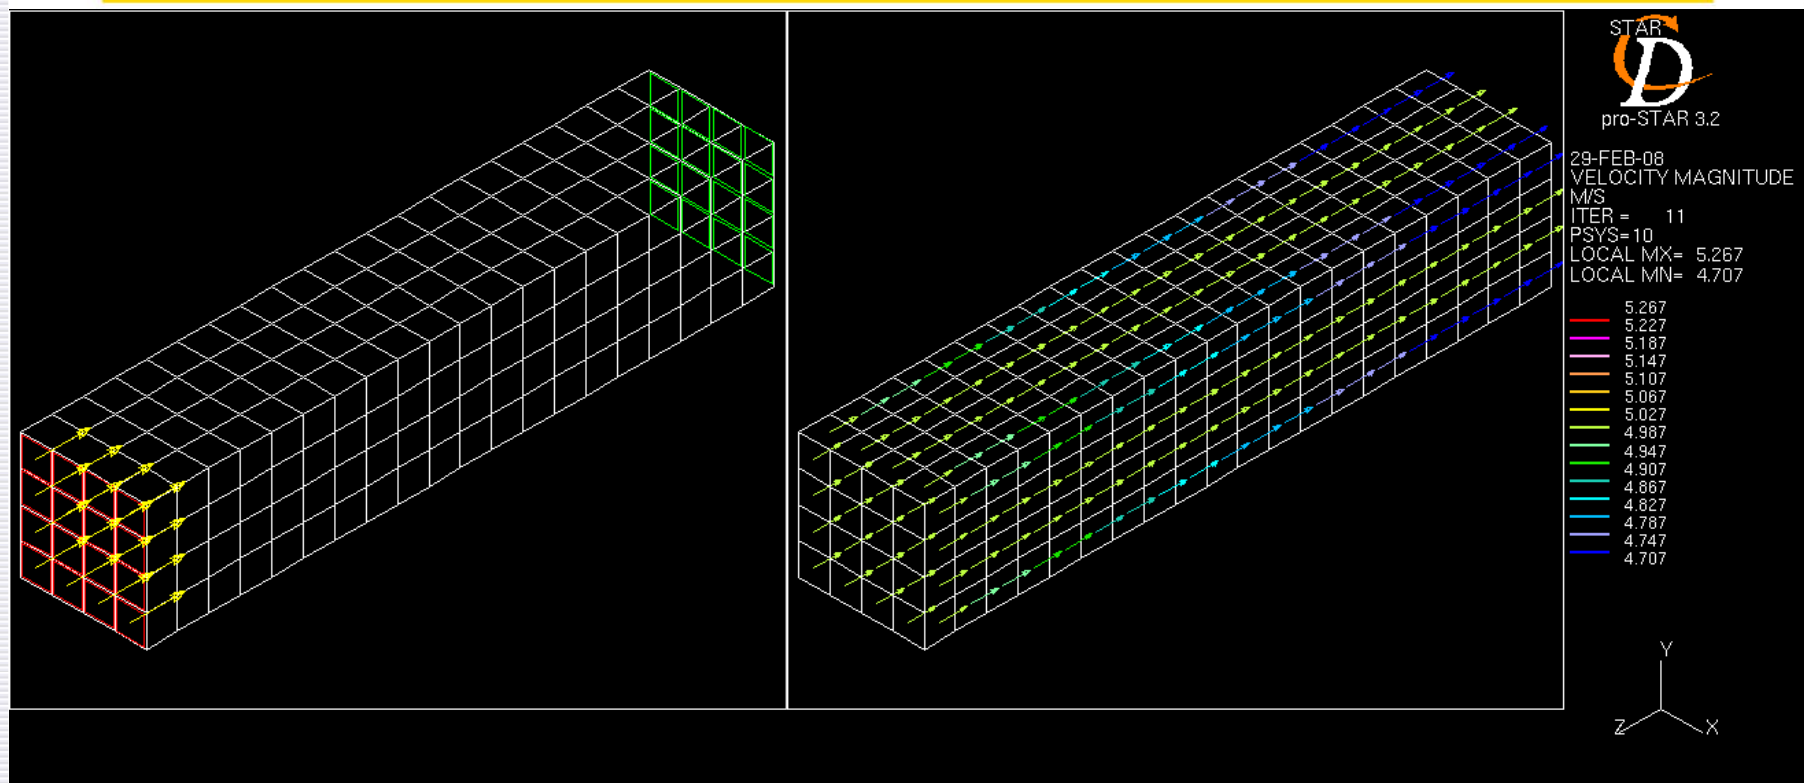 STAR
CD
pro-STAR 3.2
29-FEB-08
VELOCITY MAGNITUDE
M/S
ITER = 11
PSYS= 10
LOCAL MX= 5.267
LOCAL MN= 4.707
5.267
5.227
5.187
5.147
5.107
5.067
5.027
4.987
4.947
4.907
4.867
4.827
4.787
4.747
4.707
Y
Z X